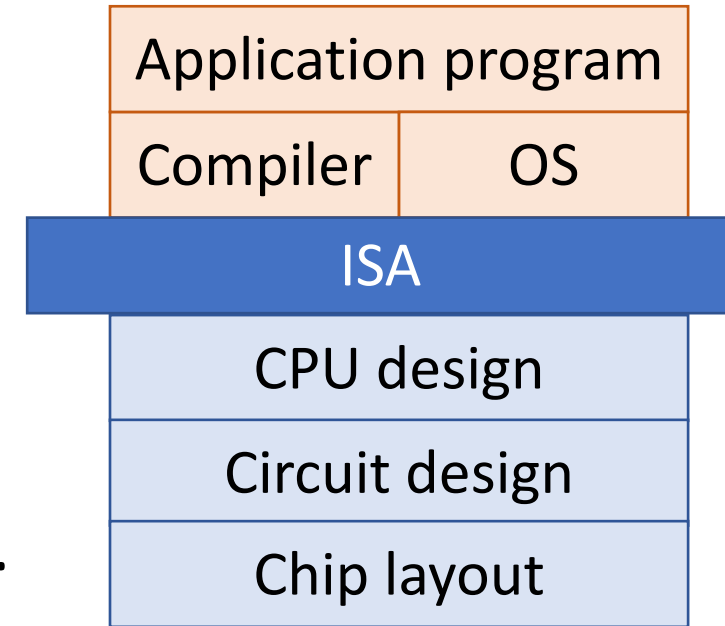 Application program
Compiler OS
ISA
CPU design
Circuit design
.
Chip layout